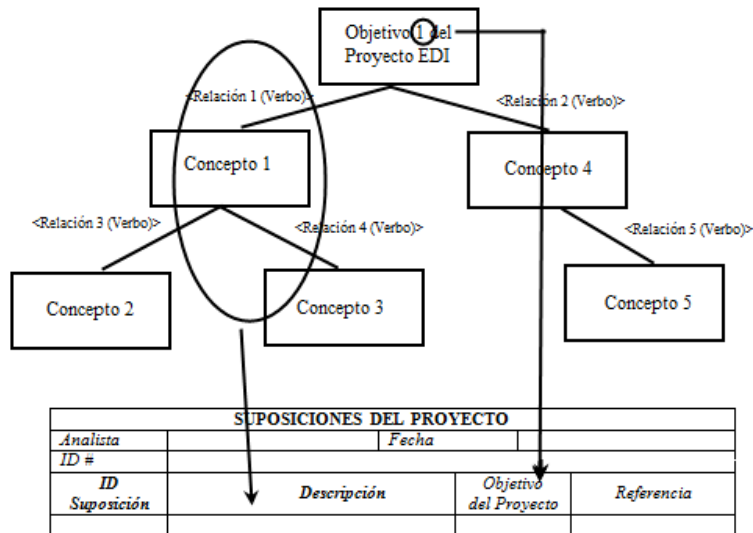 Objetivo 1 del
Proyecto EDI
<Relación 1 (Verbo)>
<Relación 2 (Verbo)>
Concepto 1
Concepto 4
<Relación 3 (Verbo)>
<Relación 4 (Verbo)>
<Relación 5 (Verbo)>
Concepto 2
Concepto 3
Concepto 5
SUPOSICIONES DEL PROYECTO
Analista
Fecha
ID #
ID
Suposición
Descripción
Objetivo
del Proyecto
Referencia